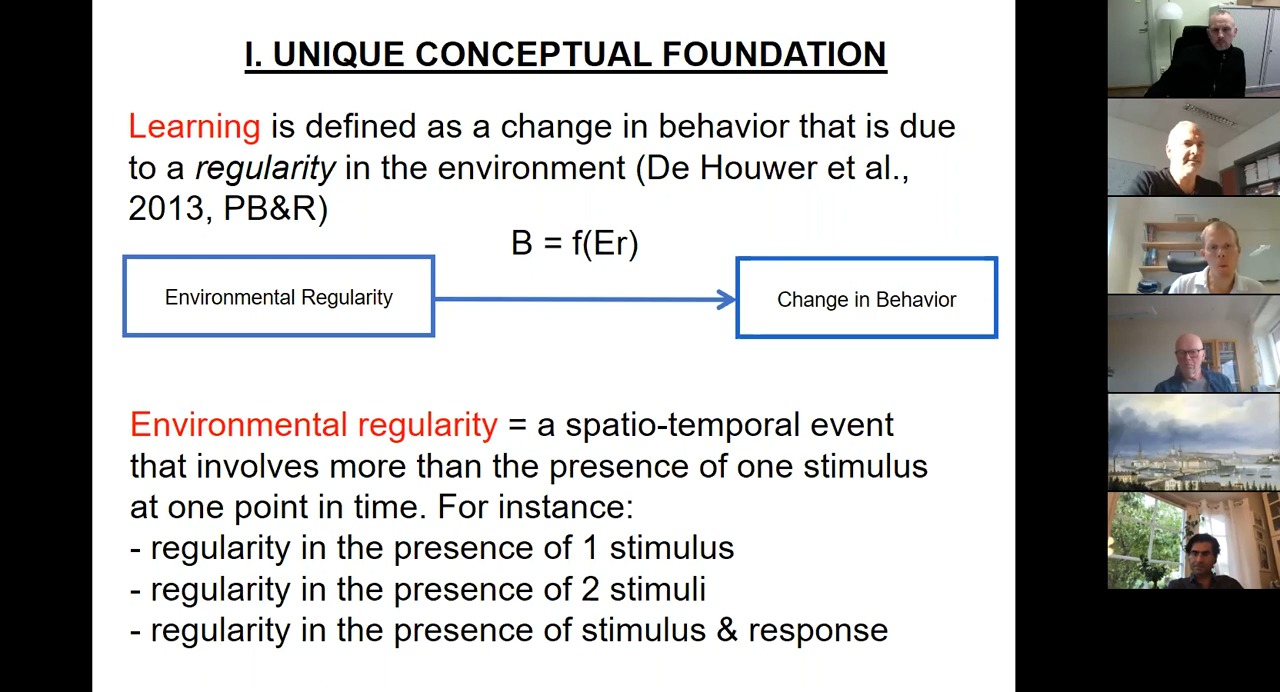 I. UNIQUE CONCEPTUAL FOUNDATION
Learning is defined as a change in behavior that is due
to a regularity in the environment (De Houwer et al.,
2013, PB&R)
B = f(Er)
Environmental Regularity
Change in Behavior
Environmental regularity = a spatio-temporal event
that involves more than the presence of one stimulus
at one point in time. For instance:
- regularity in the presence of 1 stimulus
- regularity in the presence of 2 stimuli
- regularity in the presence of stimulus & response